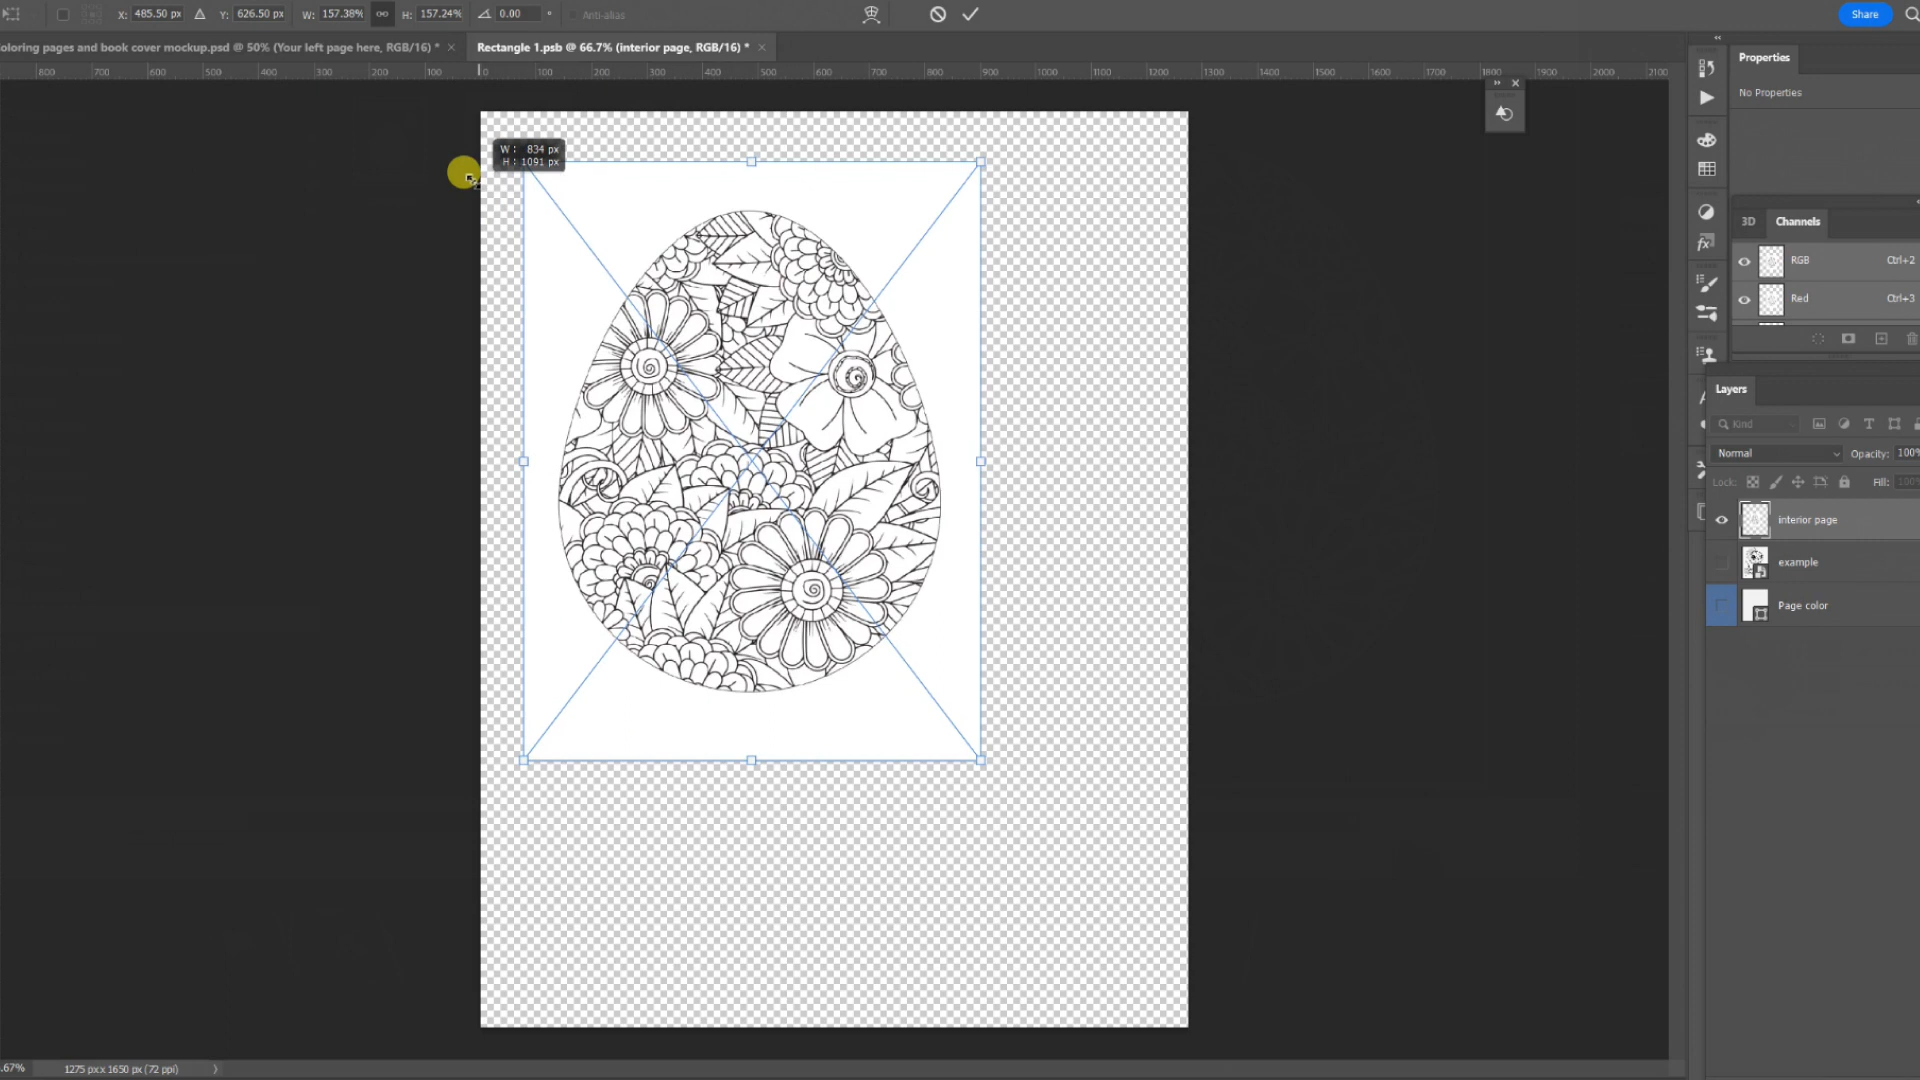 X: 485.50 px Y: 626.50 px W: 157.38% H: 157.24% 0.00 ° Anti-alias Share
oloring pages and book cover mockup.psd @ 50% (Your left page here, RGB/16) * × Rectangle 1.psb @ 66.7% (interior page, RGB/16) * ×
800 700 600 500 400 300 200 100 0 100 200 300 400 500 600 700 800 900 1000 1100 1200 1300 1400 1500 1600 1700 1800 1900 2000 2100
Properties
No Properties
W: 834 px
H: 1091 px
3D Channels
RGB Ctrl+2
Red Ctrl+3
Layers
Kind
Normal Opacity: 100%
Lock: Fill: 100%
interior page
example
Page color
.67% 1275 px x 1650 px (72 ppi)